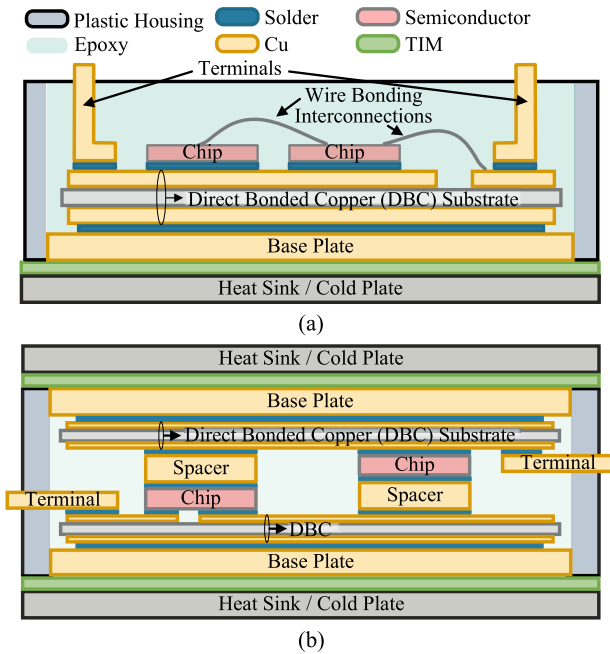 Plastic Housing
Solder
Semiconductor
Epoxy
Cu
TIM
Terminals
Wire Bonding
Interconnections
Chip
Chip
Direct Bonded Copper (DBC) Substrate
Base Plate
Heat Sink / Cold Plate
(a)
Heat Sink / Cold Plate
Base Plate
Direct Bonded Copper (DBC) Substrate
Spacer
Chip
Terminal
Terminal
Chip
Spacer
DBC
Base Plate
Heat Sink / Cold Plate
(b)